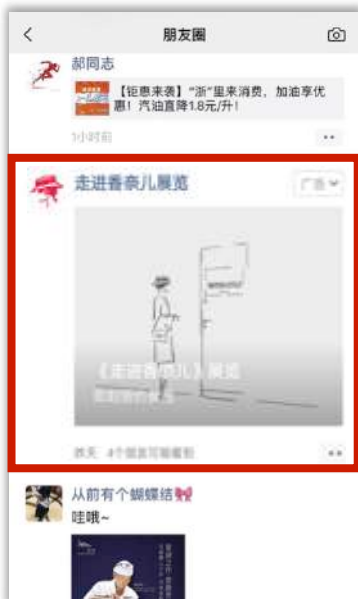 朋友圈
郝同志
【钜惠来袭】“浙”里来消费，加油享优
惠！汽油直降1.8元/升！
1小时前
走进香奈儿展览
广告
《走进香奈儿》展览
昨天
从前有个蝴蝶结
哇哦~